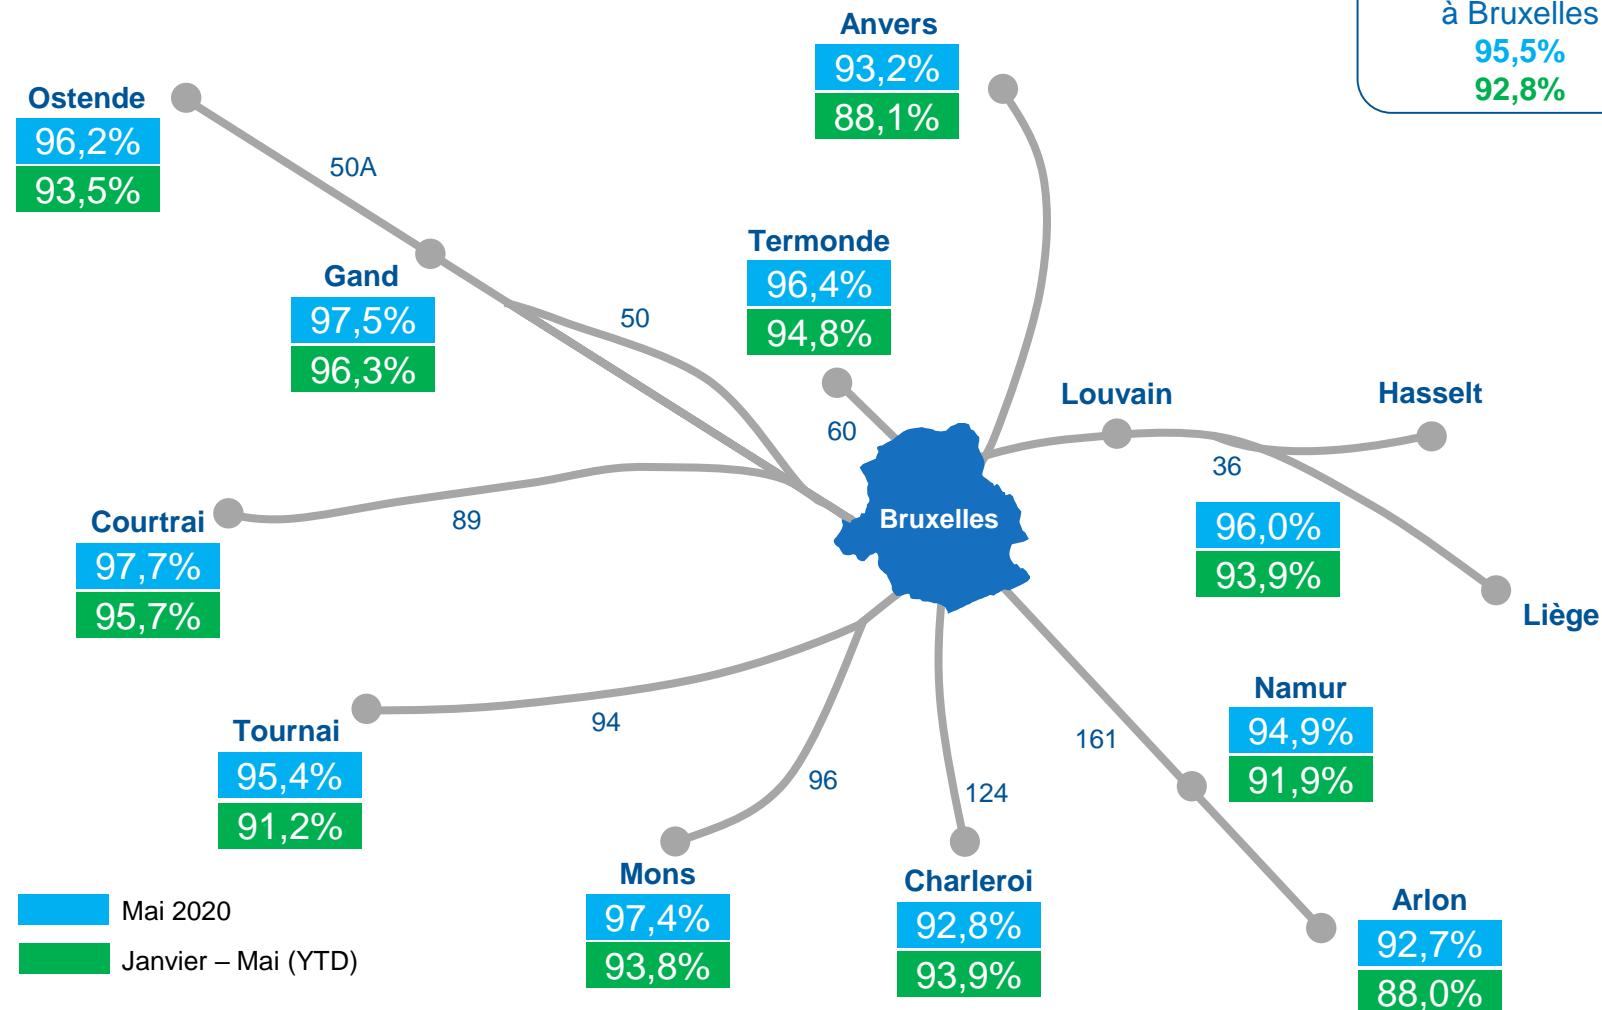 à Bruxelles
95,5%
92,8%
Anvers
93,2%
88,1%
Ostende
96,2%
93,5%
50A
Gand
97,5%
96,3%
50
Termonde
96,4%
94,8%
60
Louvain
Hasselt
36
96,0%
93,9%
Liège
Bruxelles
Courtrai
97,7%
95,7%
89
Tournai
95,4%
91,2%
94
Mons
97,4%
93,8%
96
Charleroi
92,8%
93,9%
124
161
Namur
94,9%
91,9%
Arlon
92,7%
88,0%
Mai 2020
Janvier – Mai (YTD)